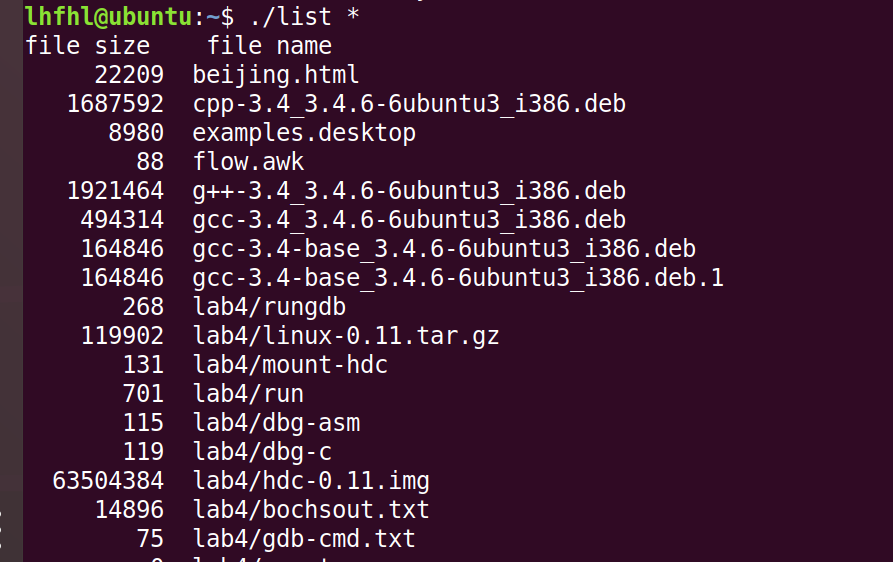 lhfhl@ubuntu:~$ ./list *
file size    file name
     22209  beijing.html
   1687592  cpp-3.4_3.4.6-6ubuntu3_i386.deb
      8980  examples.desktop
        88  flow.awk
   1921464  g++-3.4_3.4.6-6ubuntu3_i386.deb
    494314  gcc-3.4_3.4.6-6ubuntu3_i386.deb
    164846  gcc-3.4-base_3.4.6-6ubuntu3_i386.deb
    164846  gcc-3.4-base_3.4.6-6ubuntu3_i386.deb.1
       268  lab4/rungdb
    119902  lab4/linux-0.11.tar.gz
       131  lab4/mount-hdc
       701  lab4/run
       115  lab4/dbg-asm
       119  lab4/dbg-c
  63504384  lab4/hdc-0.11.img
     14896  lab4/bochsout.txt
        75  lab4/gdb-cmd.txt